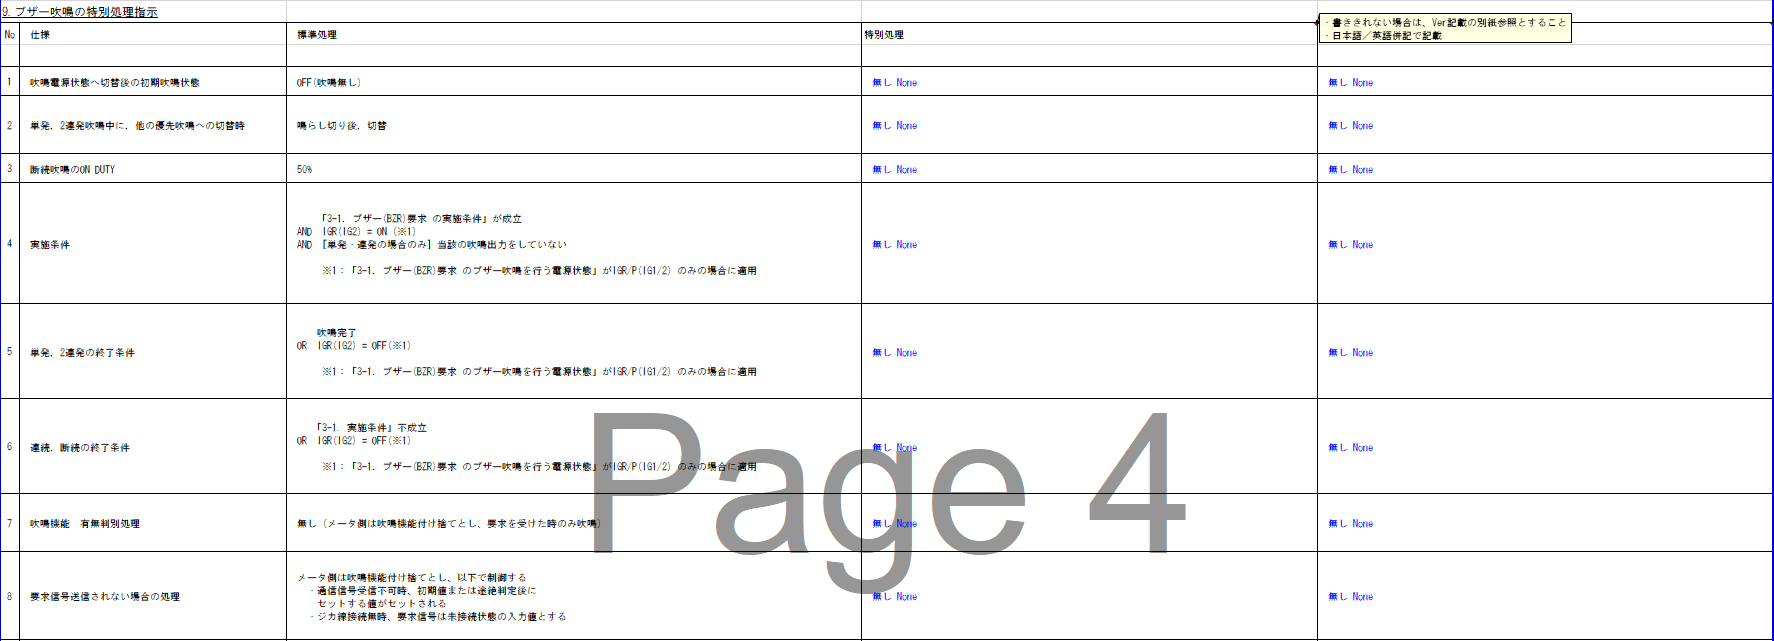 9. ブザー吹鳴の特別処理指示
・書ききれない場合は、Ver記載の別紙参照とすること
・日本語／英語併記で記載
No 仕様 標準処理 特別処理
1 吹鳴電源状態へ切替後の初期吹鳴状態 OFF(吹鳴無し) 無し None 無し None
2 単発，2連発吹鳴中に，他の優先吹鳴への切替時 鳴らし切り後，切替 無し None 無し None
3 断続吹鳴のON DUTY 50% 無し None 無し None
「3-1. ブザー(BZR)要求 の実施条件」が成立
AND IGR(IG2) = ON (※1)
4 実施条件 AND [単発・連発の場合のみ] 当該の吹鳴出力をしていない 無し None 無し None
※1：「3-1. ブザー(BZR)要求 のブザー吹鳴を行う電源状態」がIGR/P(IG1/2) のみの場合に適用
吹鳴完了
OR IGR(IG2) = OFF(※1)
5 単発，2連発の終了条件 無し None 無し None
※1：「3-1. ブザー(BZR)要求 のブザー吹鳴を行う電源状態」がIGR/P(IG1/2) のみの場合に適用
「3-1. 実施条件」不成立
OR IGR(IG2) = OFF(※1)
6 連続，断続の終了条件 無し None 無し None
※1：「3-1. ブザー(BZR)要求 のブザー吹鳴を行う電源状態」がIGR/P(IG1/2) のみの場合に適用
Page 4
7 吹鳴機能　有無判別処理 無し（メータ側は吹鳴機能付け捨てとし、要求を受けた時のみ吹鳴） 無し None 無し None
メータ側は吹鳴機能付け捨てとし、以下で制御する
・通信信号受信不可時、初期値または途絶判定後に
8 要求信号送信されない場合の処理 セットする値がセットされる 無し None 無し None
・ジカ線接続無時、要求信号は未接続状態の入力値とする